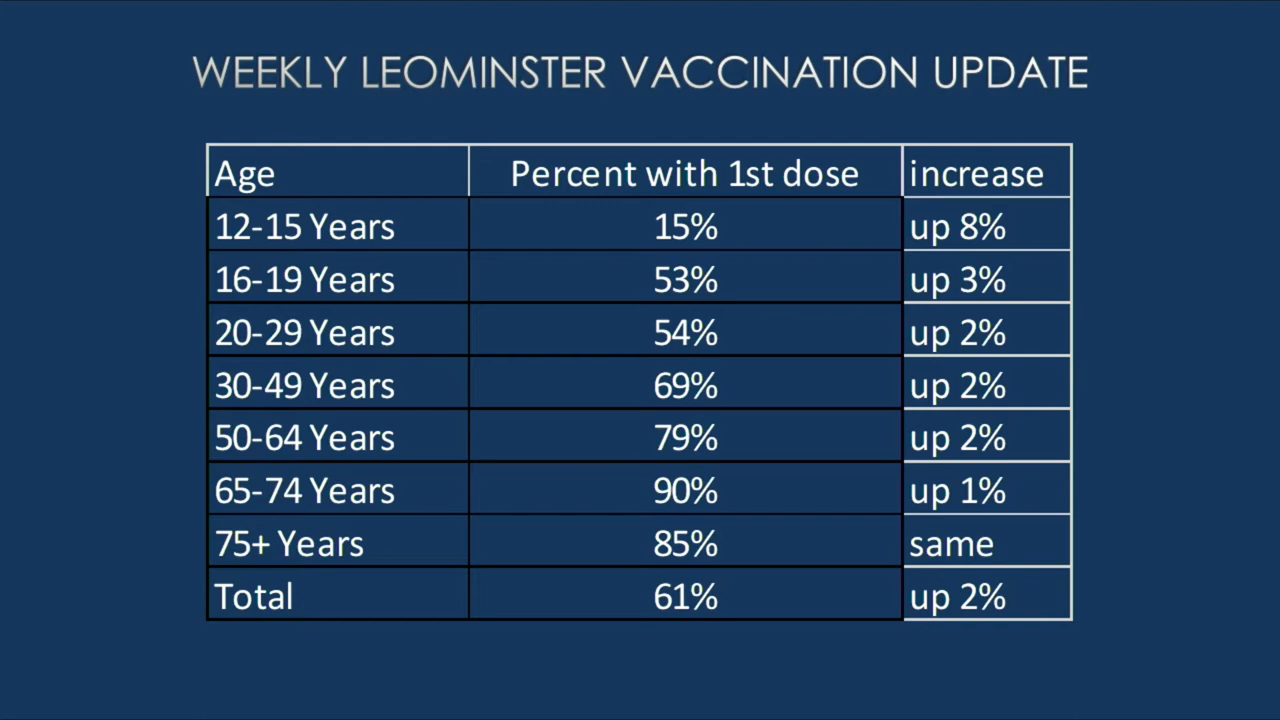 WEEKLY LEOMINSTER VACCINATION UPDATE
Age Percent with 1st dose increase
12-15 Years 15% up 8%
16-19 Years 53% up 3%
20-29 Years 54% up 2%
30-49 Years 69% up 2%
50-64 Years 79% up 2%
65-74 Years 90% up 1%
75+ Years 85% same
Total 61% up 2%